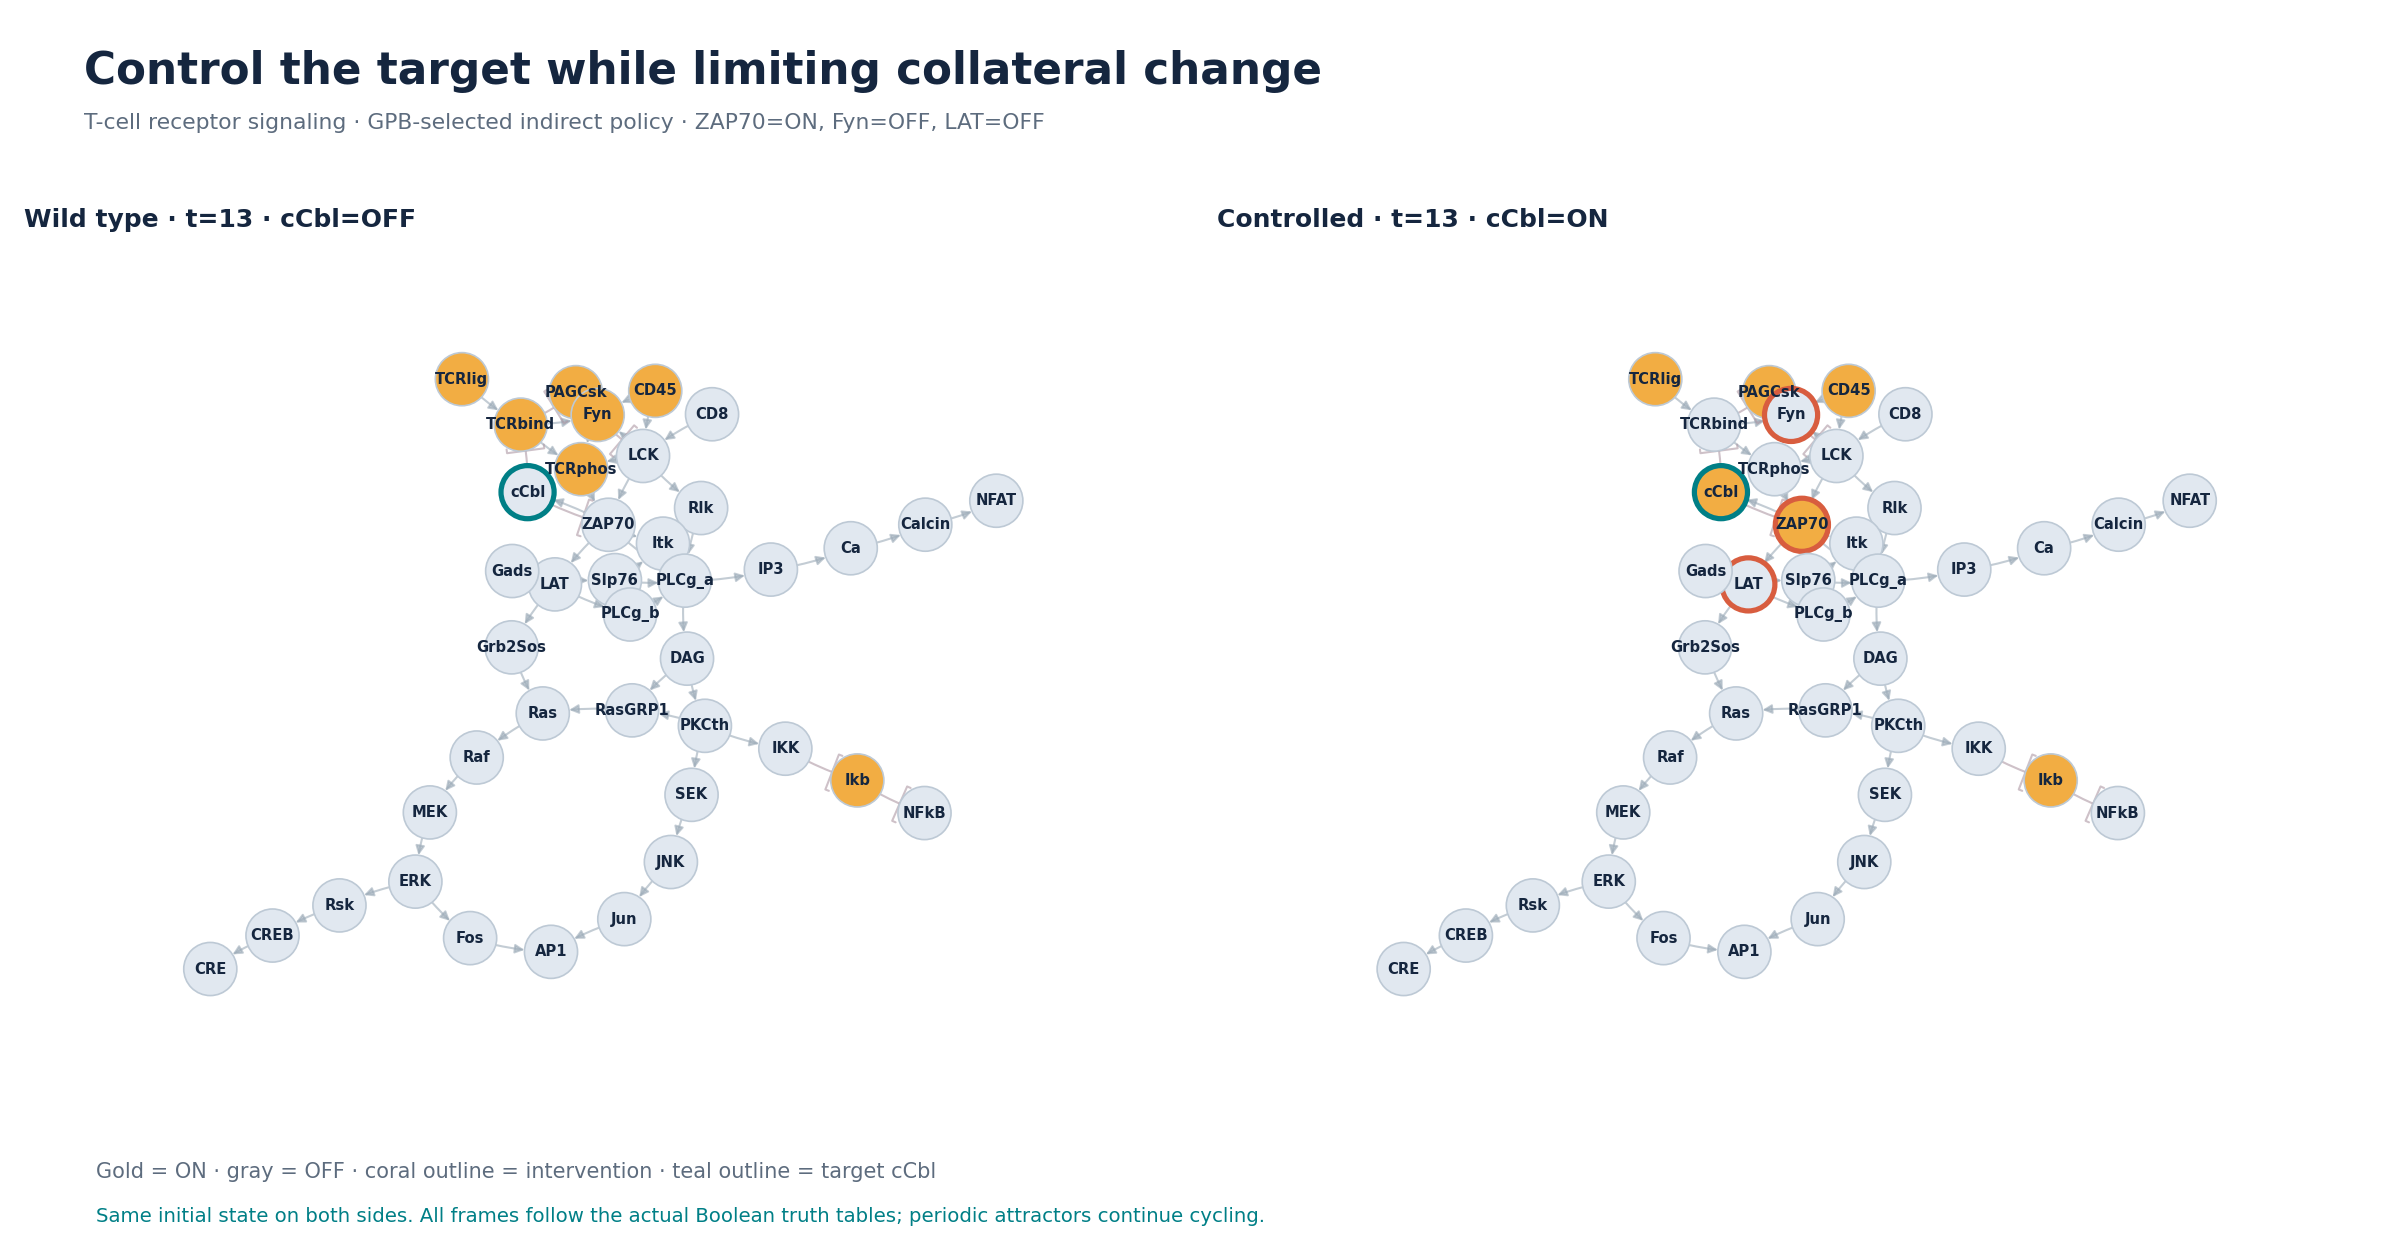 Control the target while limiting collateral change
T-cell receptor signaling · GPB-selected indirect policy · ZAP70=ON, Fyn=OFF, LAT=OFF
Wild type · t=13 · cCbl=OFF
TCRlig
PAGCsk
CD45
Fyn
CD8
TCRbind
LCK
TCRphos
cCbl
Rlk
NFAT
ZAP70
Calcin
Itk
Ca
Gads
LAT
Slp76
PLCg_a
IP3
PLCg_b
Grb2Sos
DAG
Ras
RasGRP1
PKCth
Raf
IKK
Ikb
SEK
MEK
NFkB
JNK
ERK
Rsk
Jun
CREB
Fos
AP1
CRE
Controlled · t=13 · cCbl=ON
TCRlig
PAGCsk
CD45
Fyn
CD8
TCRbind
LCK
TCRphos
cCbl
Rlk
NFAT
ZAP70
Calcin
Itk
Ca
Gads
LAT
Slp76
PLCg_a
IP3
PLCg_b
Grb2Sos
DAG
Ras
RasGRP1
PKCth
Raf
IKK
Ikb
SEK
MEK
NFkB
JNK
ERK
Rsk
Jun
CREB
Fos
AP1
CRE
Gold = ON · gray = OFF · coral outline = intervention · teal outline = target cCbl
Same initial state on both sides. All frames follow the actual Boolean truth tables; periodic attractors continue cycling.